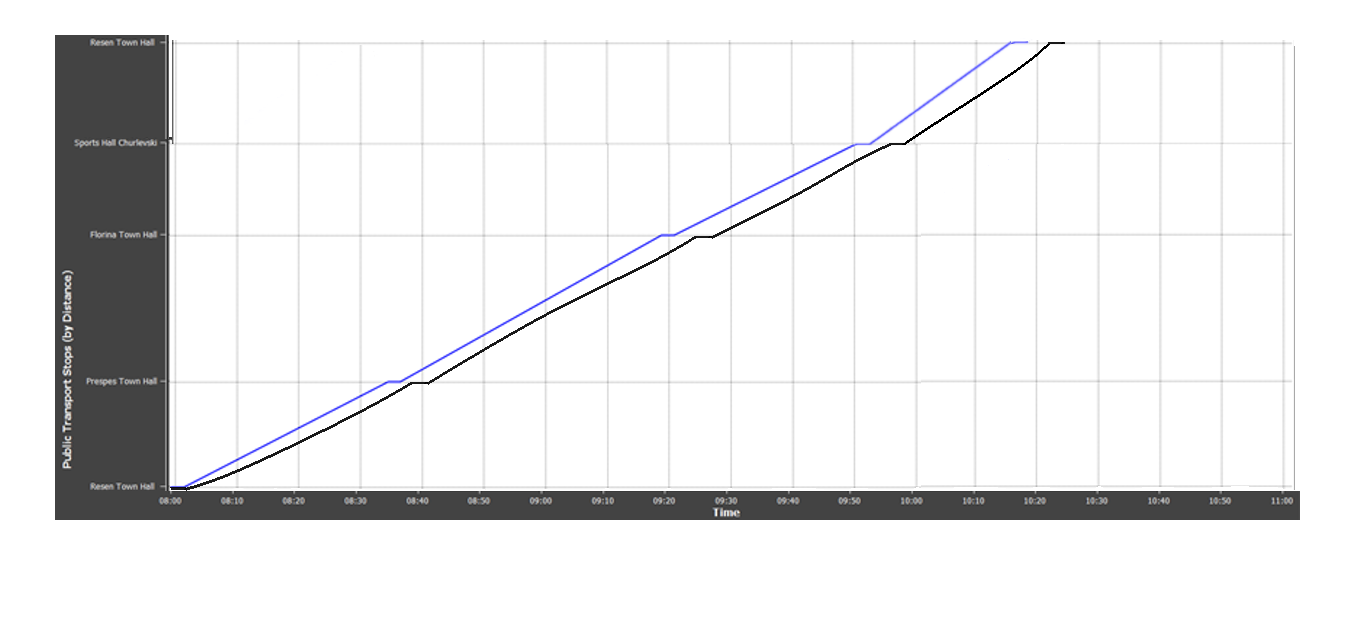 Resen Town Hall
Sports Hall Churlevski
Florina Town Hall
Prespes Town Hall
Resen Town Hall
Public Transport Stops (by Distance)
08:00 08:10 08:20 08:30 08:40 08:50 09:00 09:10 09:20 09:30 09:40 09:50 10:00 10:10 10:20 10:30 10:40 10:50 11:00
Time